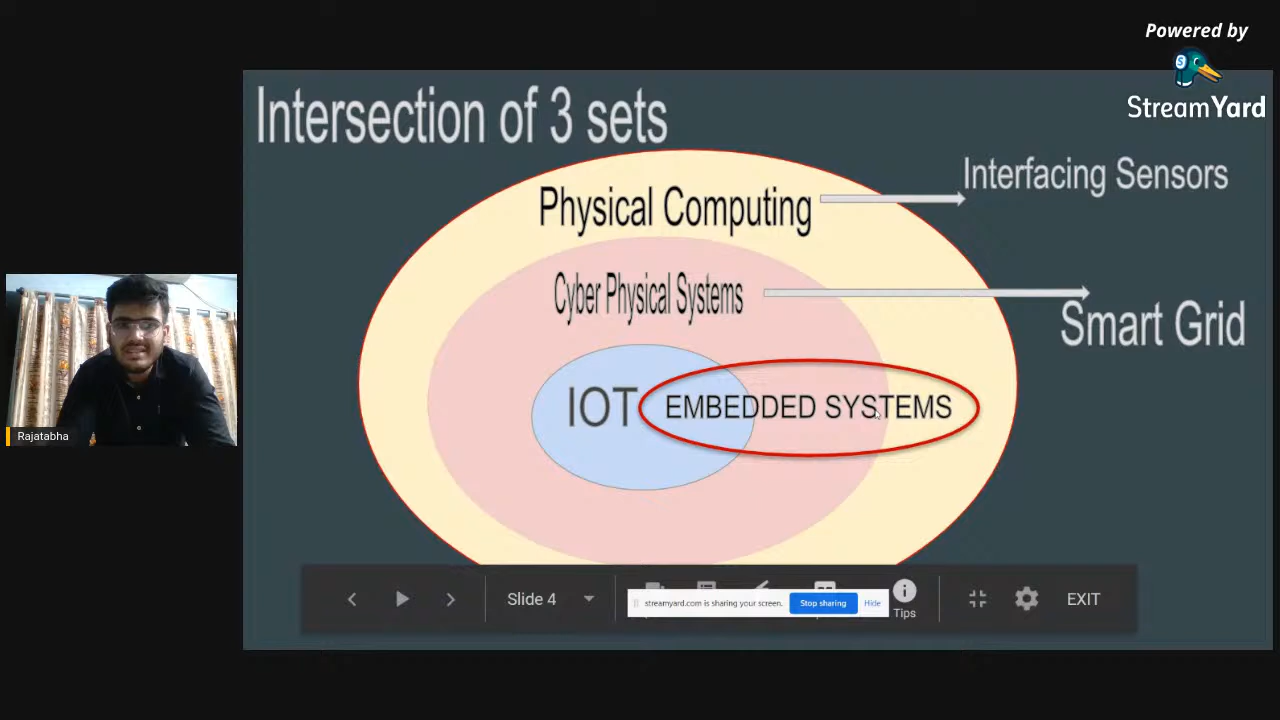 Powered by
StreamYard
Intersection of 3 sets
Interfacing Sensors
Physical Computing
Cyber Physical Systems
Smart Grid
IOT
EMBEDDED SYSTEMS
Rajatabha
Slide 4
streamyard.com is sharing your screen.
Stop sharing
Hide
Tips
EXIT